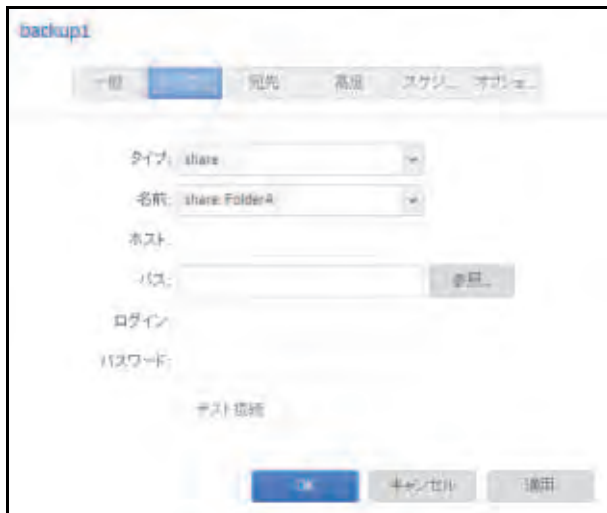 backup1
一般 宛先 高度 スケジ... オプショ...
タイプ: share
名前: share: FolderA
ホスト:
パス: 参照...
ログイン:
パスワード:
テスト接続
OK キャンセル 適用